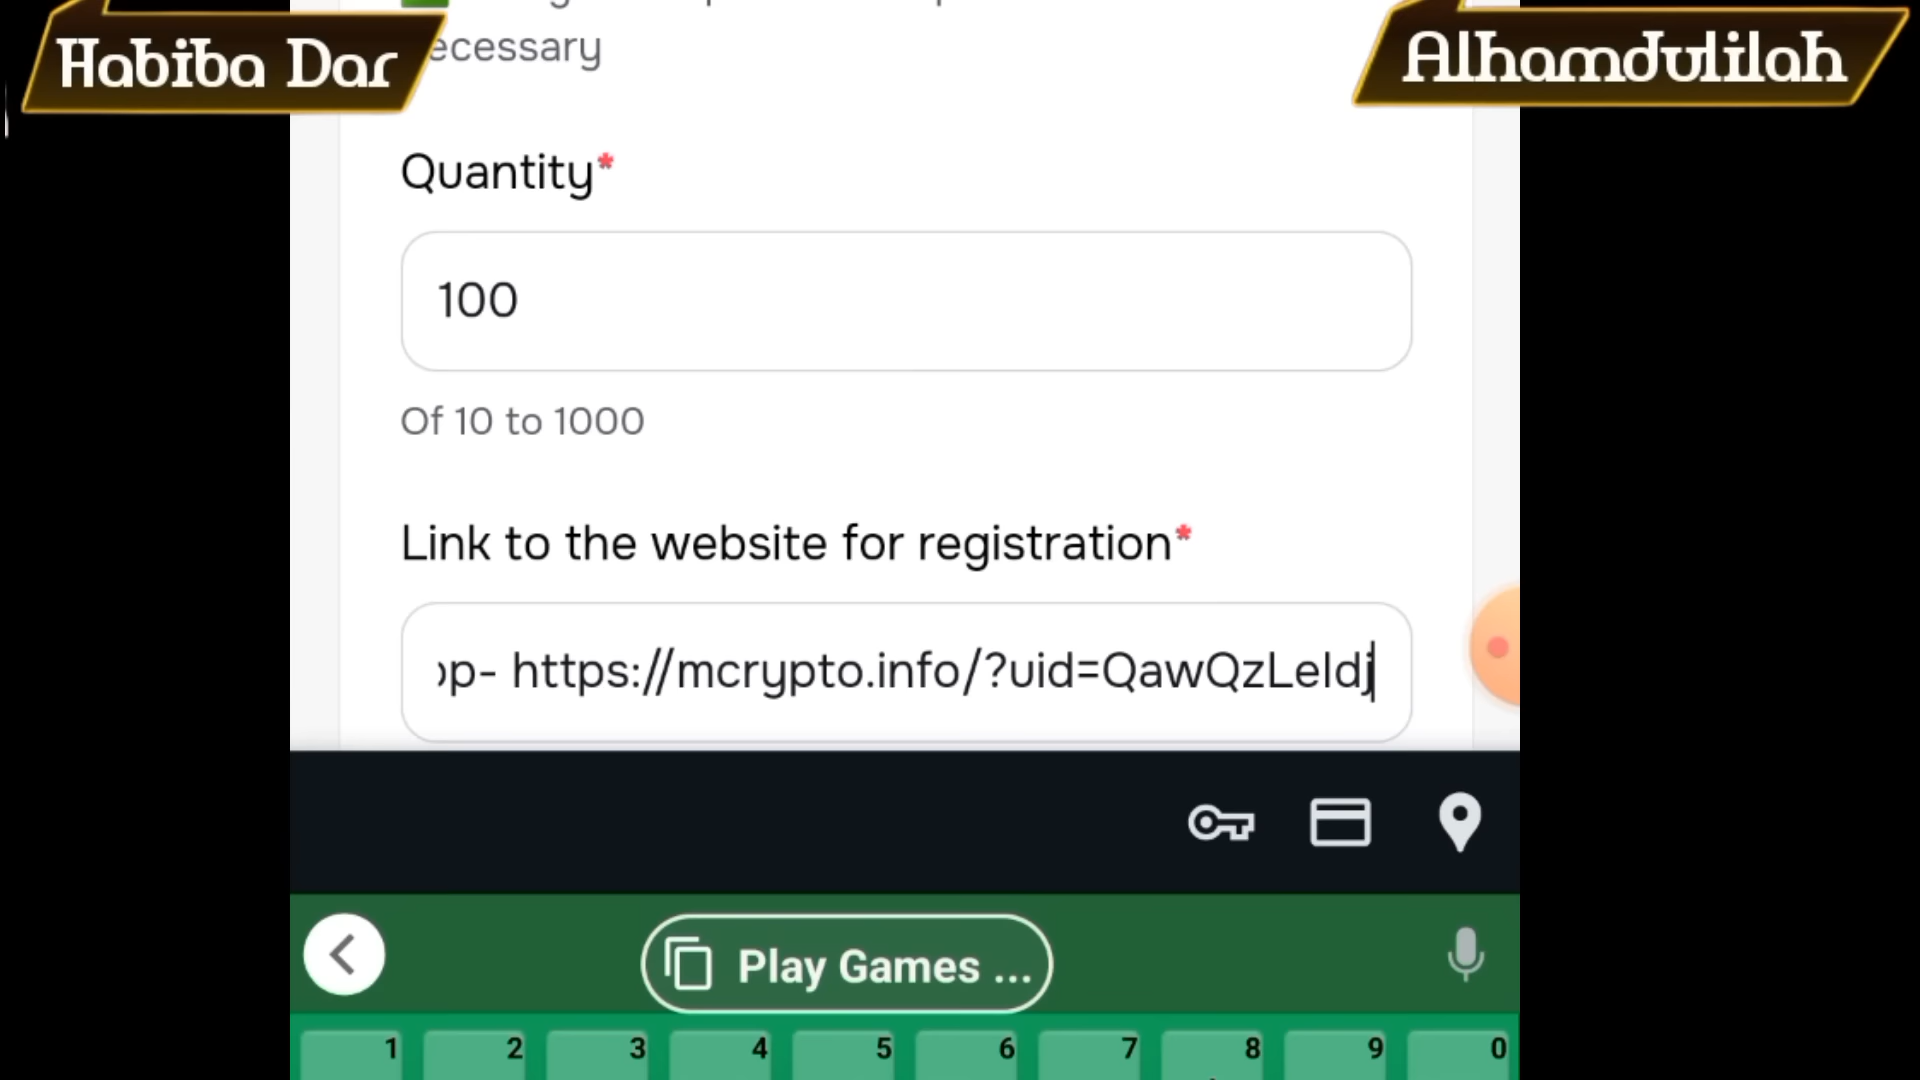 Habiba Dar
Alhamdulilah
ecessary
Quantity*
100
Of 10 to 1000
Link to the website for registration*
pp- https://mcrypto.info/?uid=QawQzLeldj
Play Games ...
1 2 3 4 5 6 7 8 9 0